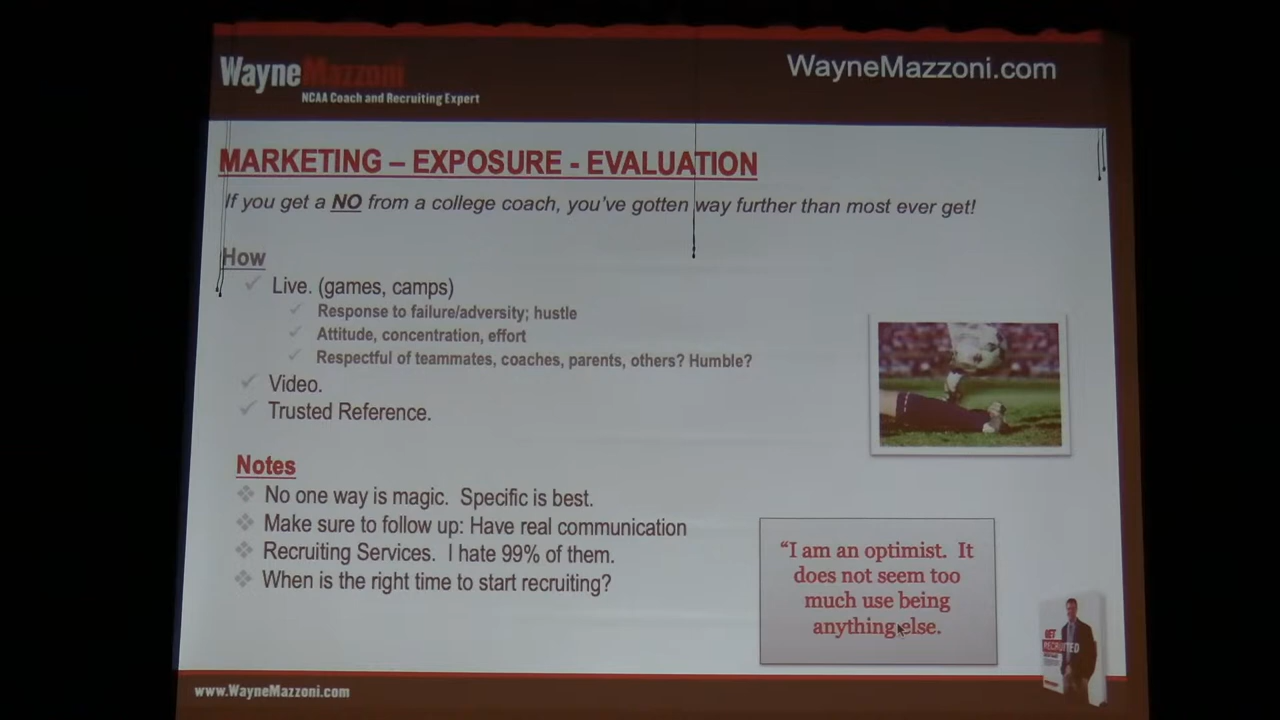 WayneMazzoni
NCAA Coach and Recruiting Expert
WayneMazzoni.com
MARKETING – EXPOSURE - EVALUATION
If you get a NO from a college coach, you've gotten way further than most ever get!
How
Live. (games, camps)
Response to failure/adversity; hustle
Attitude, concentration, effort
Respectful of teammates, coaches, parents, others? Humble?
Video.
Trusted Reference.
Notes
No one way is magic. Specific is best.
Make sure to follow up: Have real communication
Recruiting Services. I hate 99% of them.
When is the right time to start recruiting?
“I am an optimist. It
does not seem too
much use being
anything else.
GET
RECRUITED
www.WayneMazzoni.com